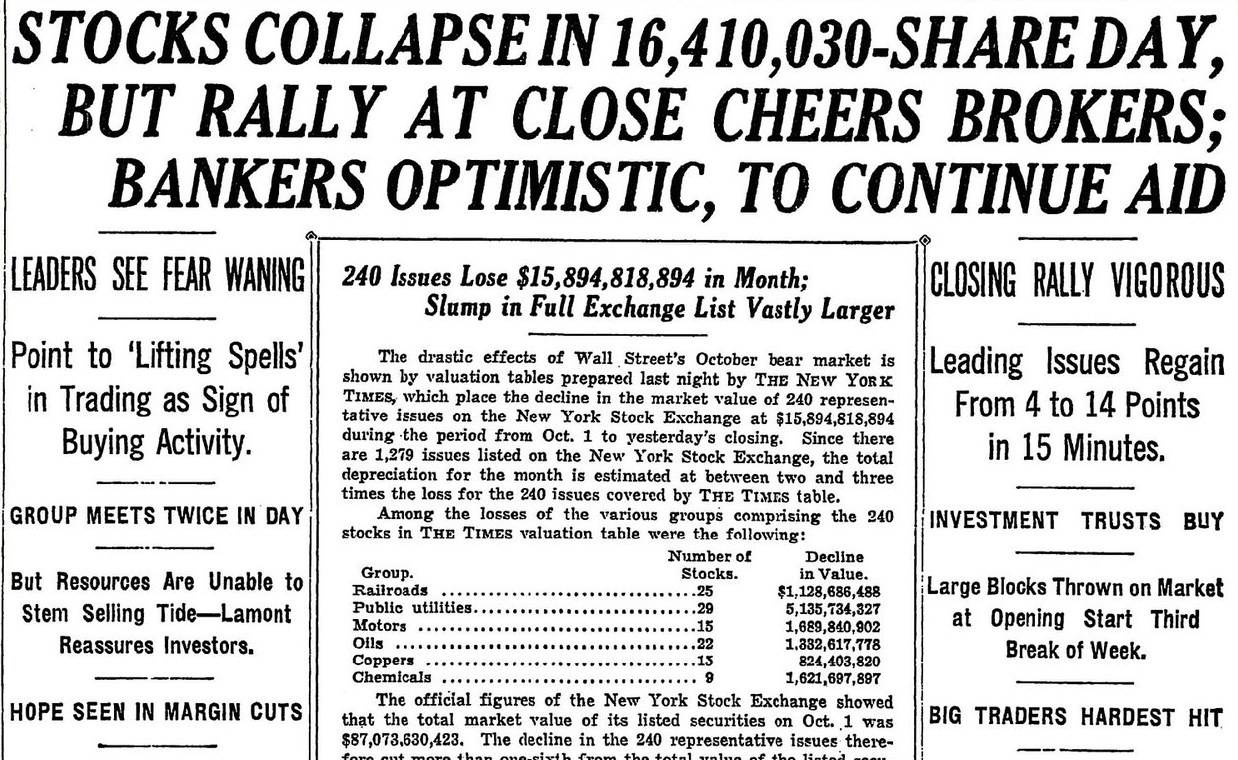 STOCKS COLLAPSE IN 16,410,030-SHARE DAY,
BUT RALLY AT CLOSE CHEERS BROKERS;
BANKERS OPTIMISTIC, TO CONTINUE AID
LEADERS SEE FEAR WANING
Point to 'Lifting Spells'
in Trading as Sign of
Buying Activity.
GROUP MEETS TWICE IN DAY
But Resources Are Unable to
Stem Selling Tide—Lamont
Reassures Investors.
HOPE SEEN IN MARGIN CUTS
240 Issues Lose $15,894,818,894 in Month;
Slump in Full Exchange List Vastly Larger
The drastic effects of Wall Street's October bear market is
shown by valuation tables prepared last night by THE NEW YORK
TIMES, which place the decline in the market value of 240 represen-
tative issues on the New York Stock Exchange at $15,894,818,894
during the period from Oct. 1 to yesterday's closing. Since there
are 1,279 issues listed on the New York Stock Exchange, the total
depreciation for the month is estimated at between two and three
times the loss for the 240 issues covered by THE TIMES table.
Among the losses of the various groups comprising the 240
stocks in THE TIMES valuation table were the following:
Number of Decline
Group. Stocks. in Value.
Railroads ....................................25 $1,128,686,488
Public utilities..............................29 5,135,734,327
Motors .......................................15 1,689,840,902
Oils .........................................22 1,332,617,778
Coppers ......................................15 824,403,820
Chemicals .................................... 9 1,621,697,897
The official figures of the New York Stock Exchange showed
that the total market value of its listed securities on Oct. 1 was
$87,073,630,423. The decline in the 240 representative issues there-
fore cut more than one-sixth from the total value of the listed secu-
CLOSING RALLY VIGOROUS
Leading Issues Regain
From 4 to 14 Points
in 15 Minutes.
INVESTMENT TRUSTS BUY
Large Blocks Thrown on Market
at Opening Start Third
Break of Week.
BIG TRADERS HARDEST HIT